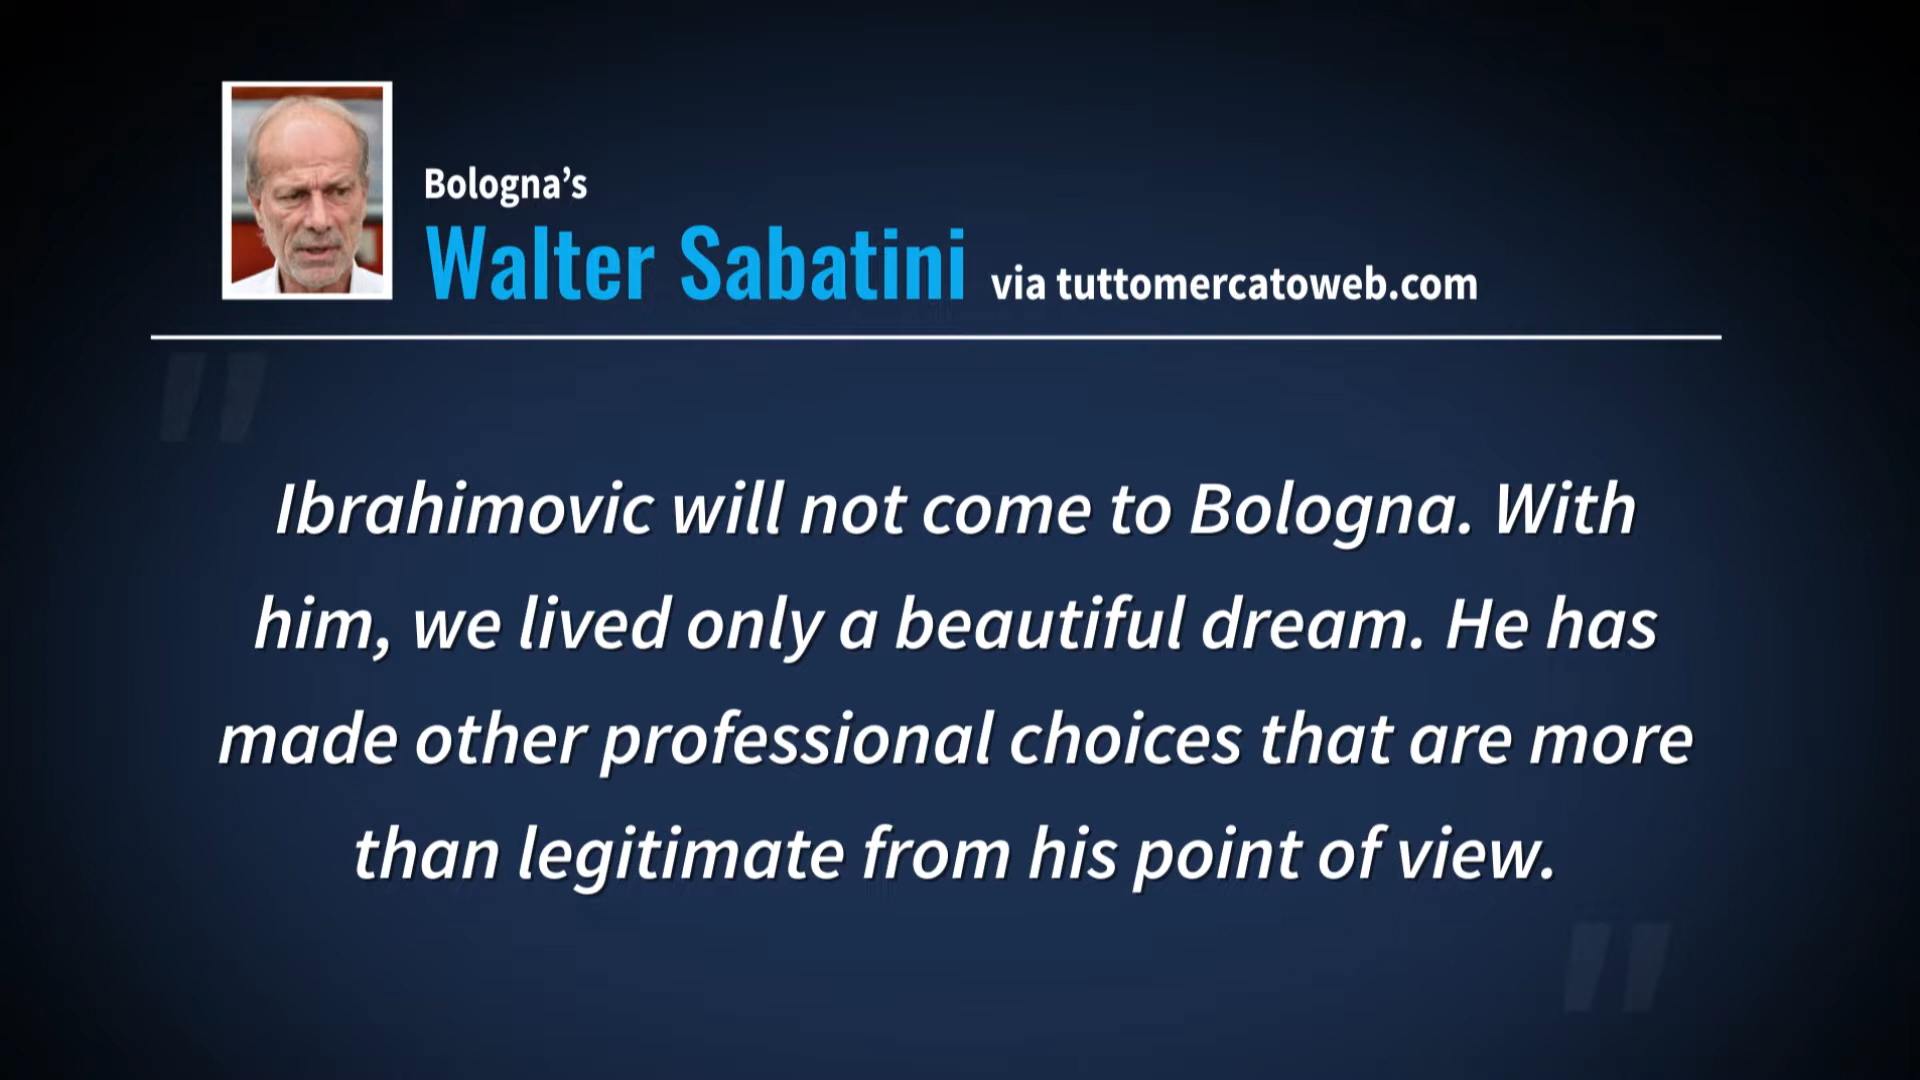 Bologna’s
Walter Sabatini via tuttomercatoweb.com
"
Ibrahimovic will not come to Bologna. With
him, we lived only a beautiful dream. He has
made other professional choices that are more
than legitimate from his point of view.
"